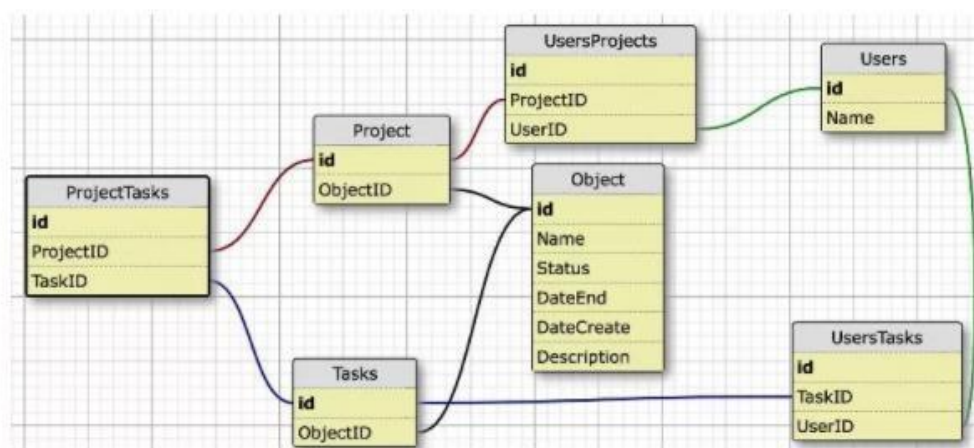 UsersProjects
id
ProjectID
UserID
Users
id
Name
Project
id
ObjectID
ProjectTasks
id
ProjectID
TaskID
Object
id
Name
Status
DateEnd
DateCreate
Description
Tasks
id
ObjectID
UsersTasks
id
TaskID
UserID